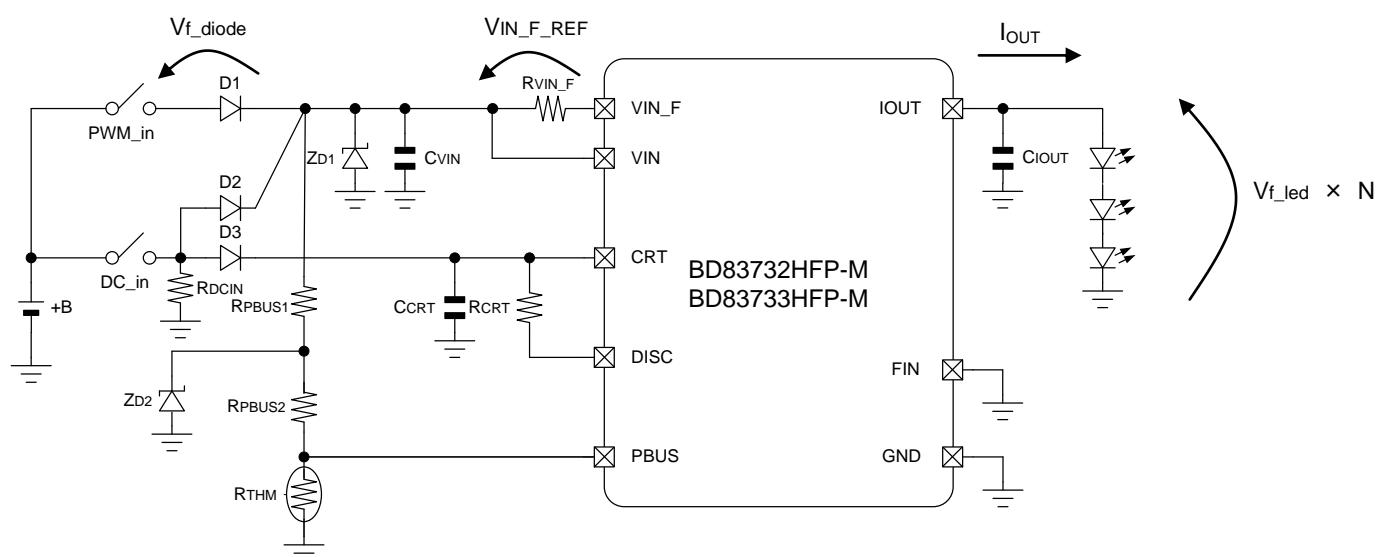 Vf_diode
VIN_F_REF
IOUT
D1
RVIN_F
VIN_F
IOUT
PWM_in
ZD1
CVIN
VIN
CIOUT
D2
Vf_led × N
D3
CRT
BD83732HFP-M
BD83733HFP-M
DC_in
RDCIN
+B
RPBUS1
CCRT
RCRT
DISC
FIN
ZD2
RPBUS2
PBUS
GND
RTHM